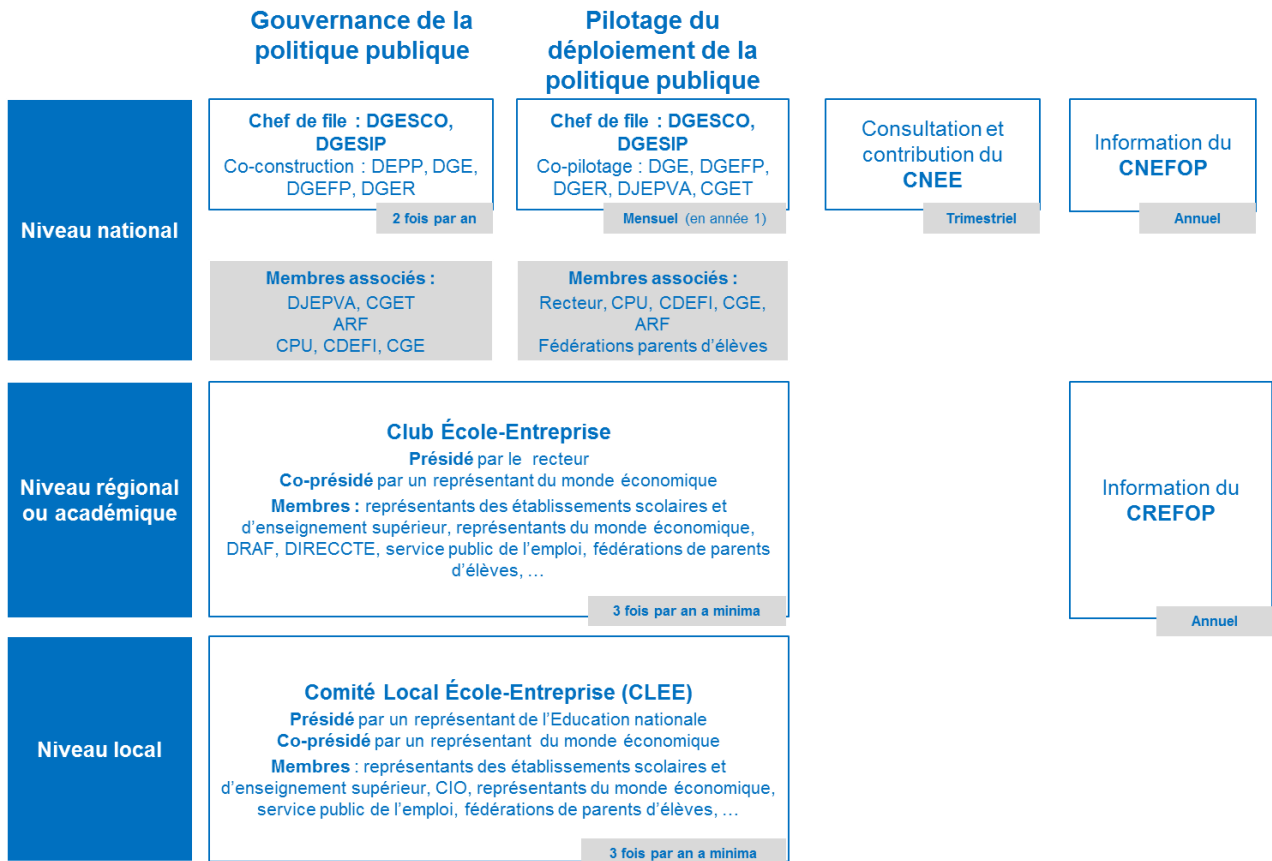 Gouvernance de la
politique publique
Pilotage du
déploiement de la
politique publique
Niveau national
Chef de file : DGESCO,
DGESIP
Co-construction : DEPP, DGE,
DGEFP, DGER
2 fois par an
Chef de file : DGESCO,
DGESIP
Co-pilotage : DGE, DGEFP,
DGER, DJEPVA, CGET
Mensuel (en année 1)
Consultation et
contribution du
CNEE
Trimestriel
Information du
CNEFOP
Annuel
Membres associés :
DJEPVA, CGET
ARF
CPU, CDEFI, CGE
Membres associés :
Recteur, CPU, CDEFI, CGE,
ARF
Fédérations parents d'élèves
Niveau régional
ou académique
Club École-Entreprise
Présidé par le recteur
Co-présidé par un représentant du monde économique
Membres : représentants des établissements scolaires et
d'enseignement supérieur, représentants du monde économique,
DRAF, DIRECCTE, service public de l'emploi, fédérations de parents
d'élèves, …
3 fois par an a minima
Information du
CREFOP
Annuel
Niveau local
Comité Local École-Entreprise (CLEE)
Présidé par un représentant de l'Education nationale
Co-présidé par un représentant du monde économique
Membres : représentants des établissements scolaires et
d'enseignement supérieur, CIO, représentants du monde économique,
service public de l'emploi, fédérations de parents d'élèves, …
3 fois par an a minima